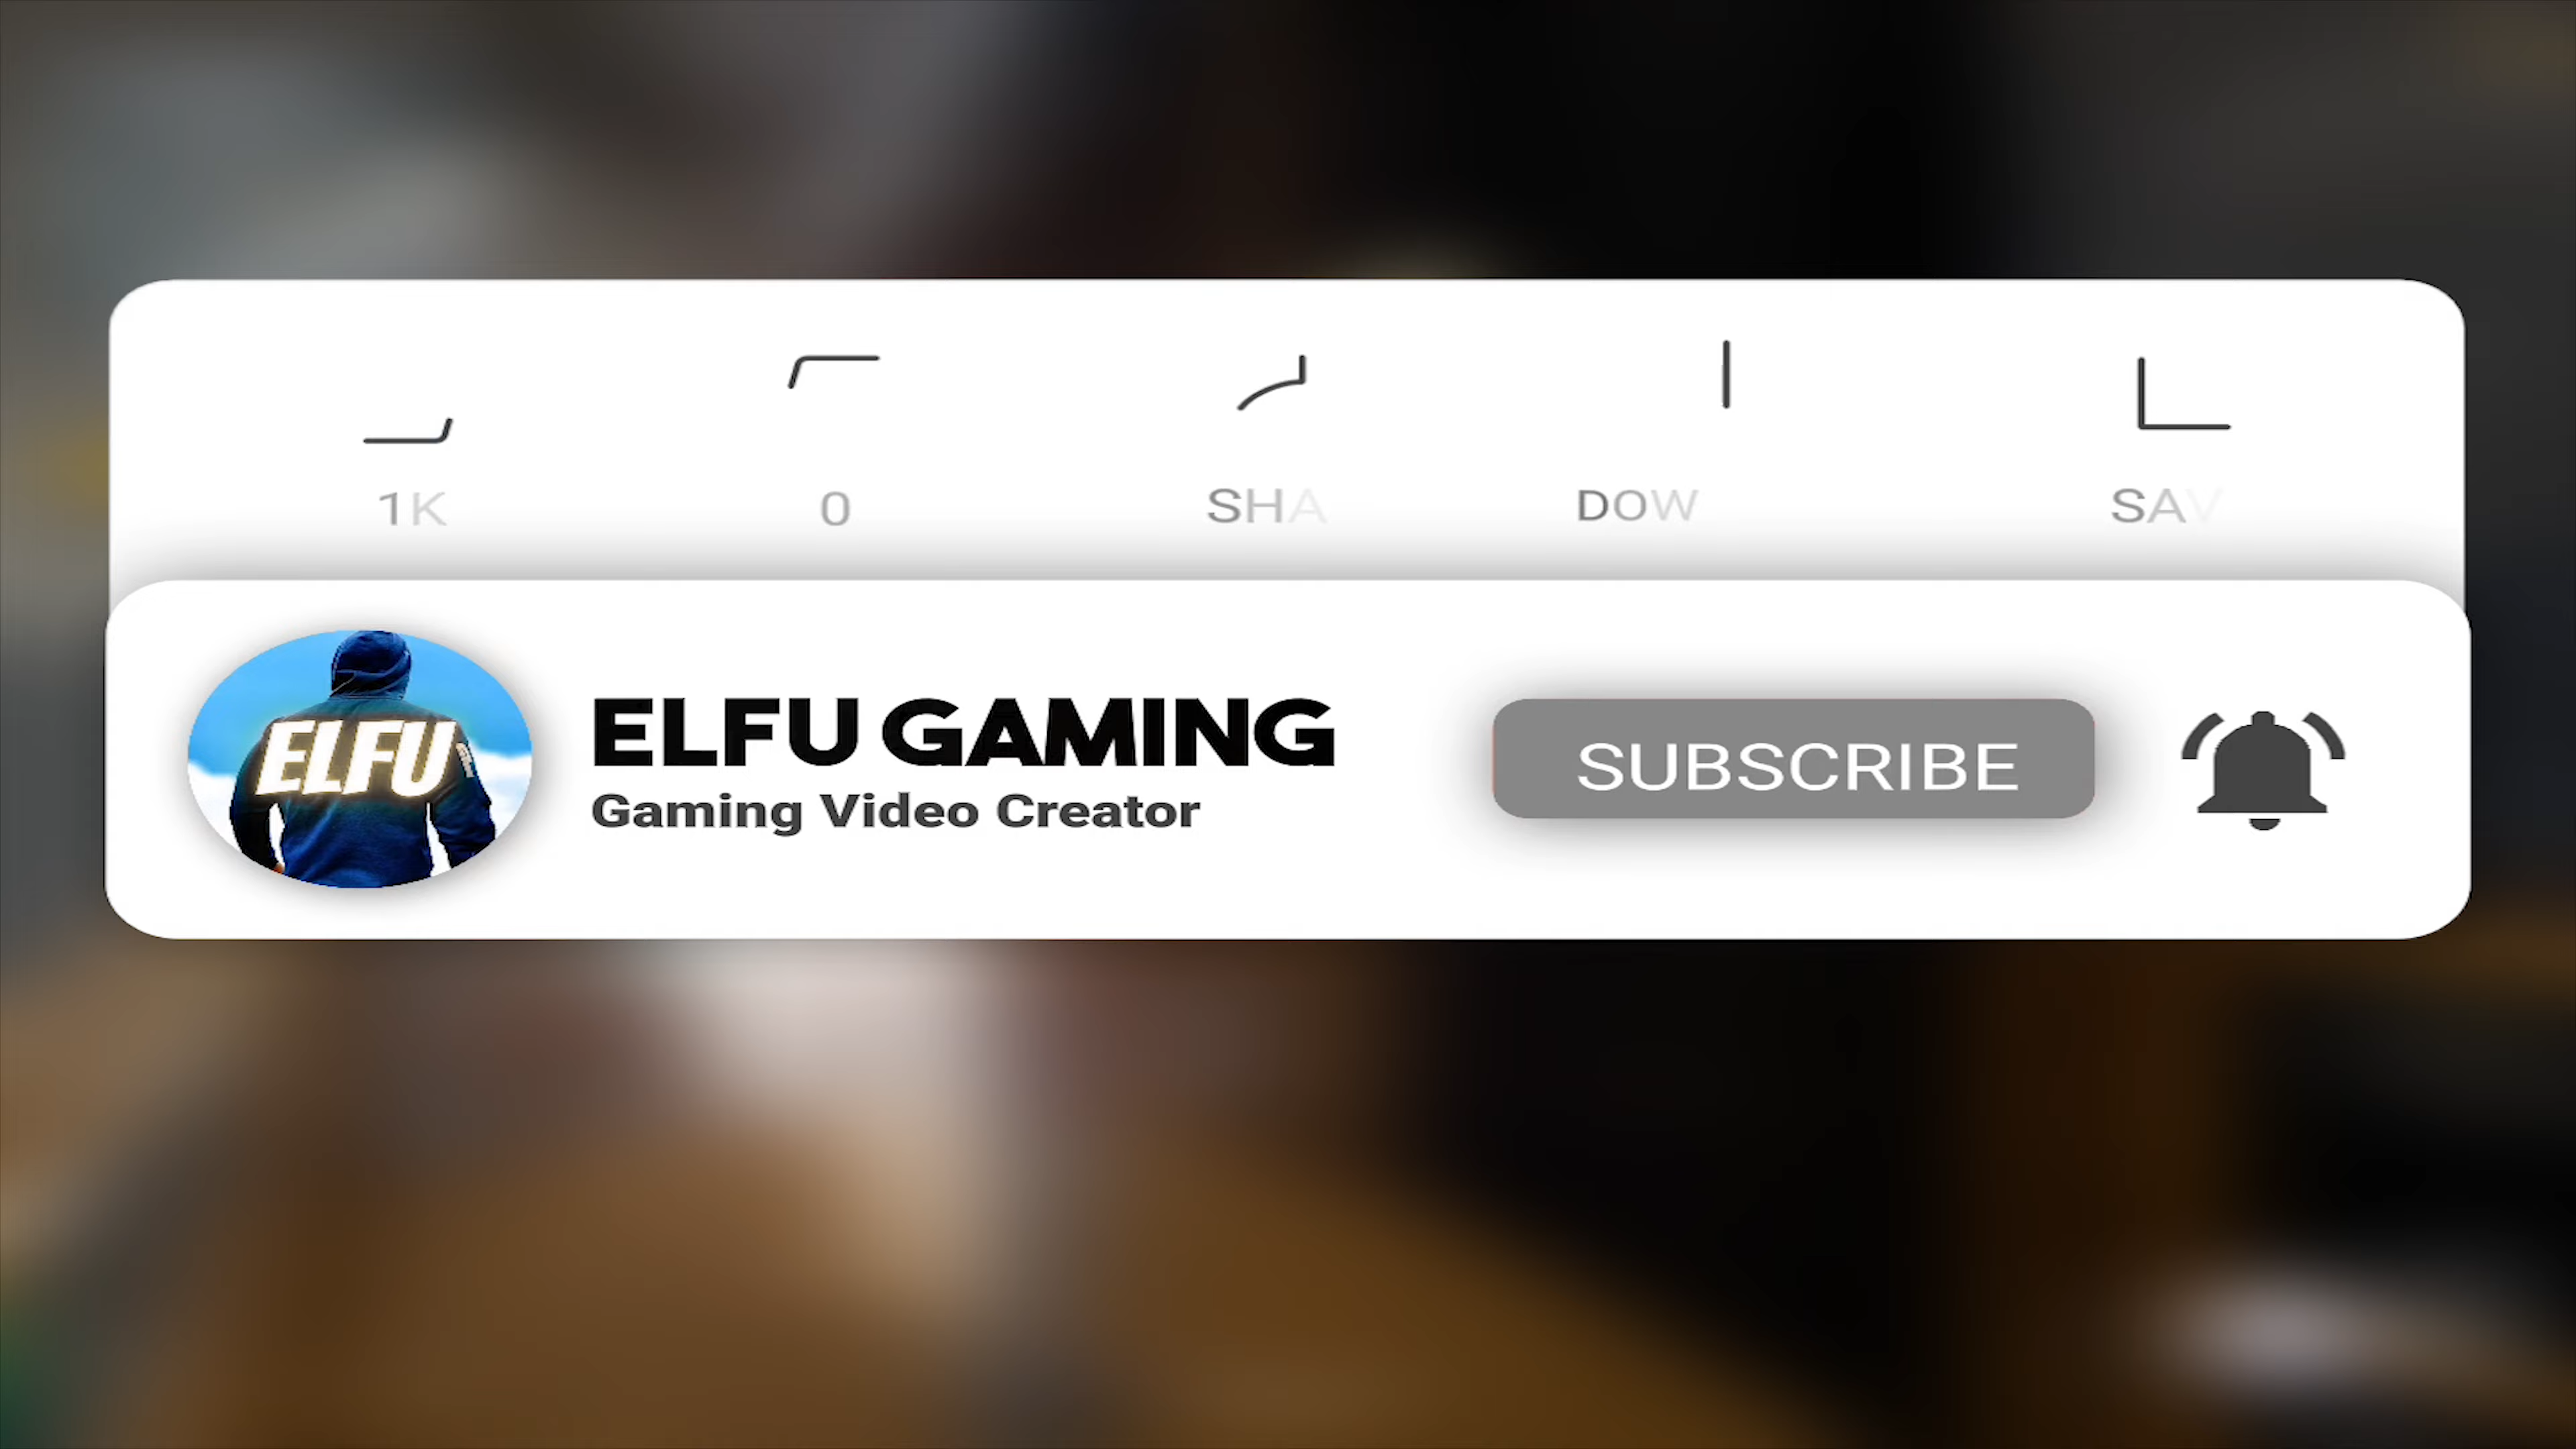 1K 0 SHA DOW SAV
ELFU
ELFU GAMING
Gaming Video Creator
SUBSCRIBE